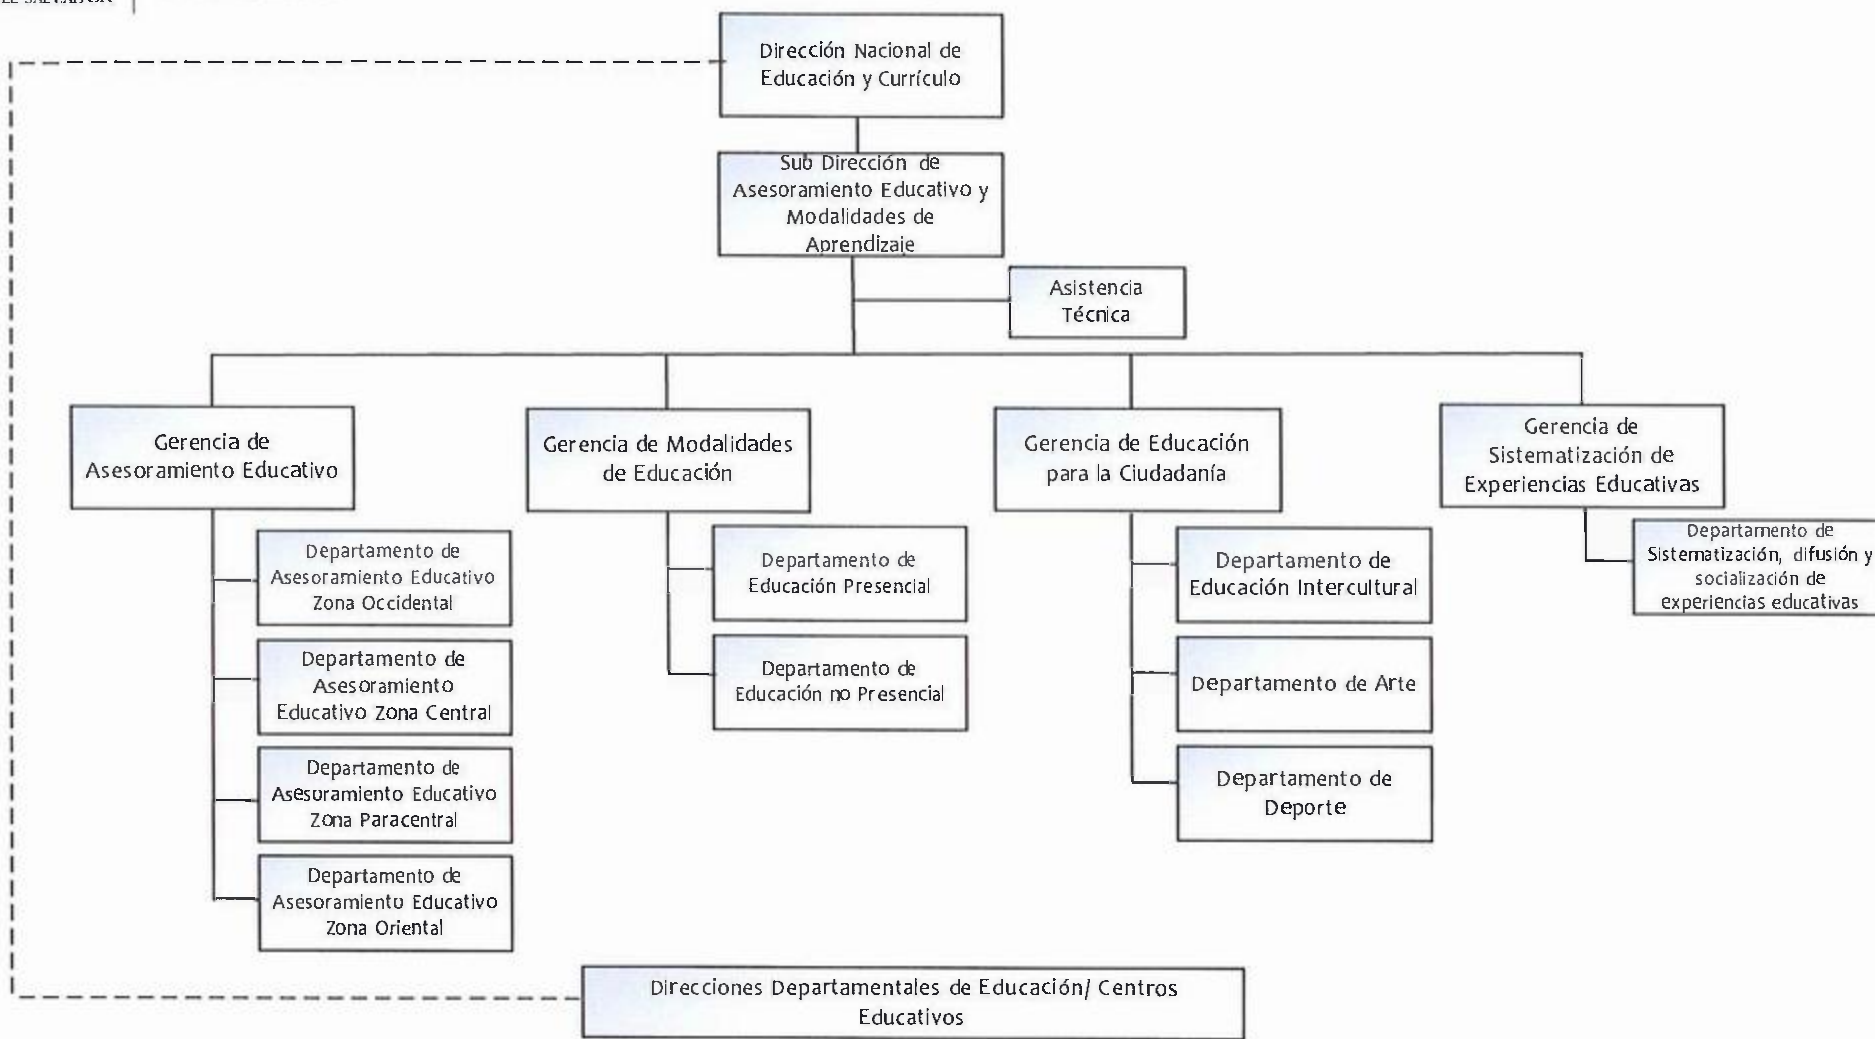 EL SALVADOR
Dirección Nacional de
Educación y Currículo
Sub Dirección de
Asesoramiento Educativo y
Modalidades de
Aprendizaje
Asistencia
Técnica
Gerencia de
Asesoramiento Educativo
Departamento de
Asesoramiento Educativo
Zona Occidental
Departamento de
Asesoramiento
Educativo Zona Central
Departamento de
Asesoramiento Educativo
Zona Paracentral
Departamento de
Asesoramiento Educativo
Zona Oriental
Gerencia de Modalidades
de Educación
Departamento de
Educación Presencial
Departamento de
Educación no Presencial
Gerencia de Educación
para la Ciudadanía
Departamento de
Educación Intercultural
Departamento de Arte
Departamento de
Deporte
Gerencia de
Sistematización de
Experiencias Educativas
Departamento de
Sistematización, difusión y
socialización de
experiencias educativas
Direcciones Departamentales de Educación/ Centros
Educativos